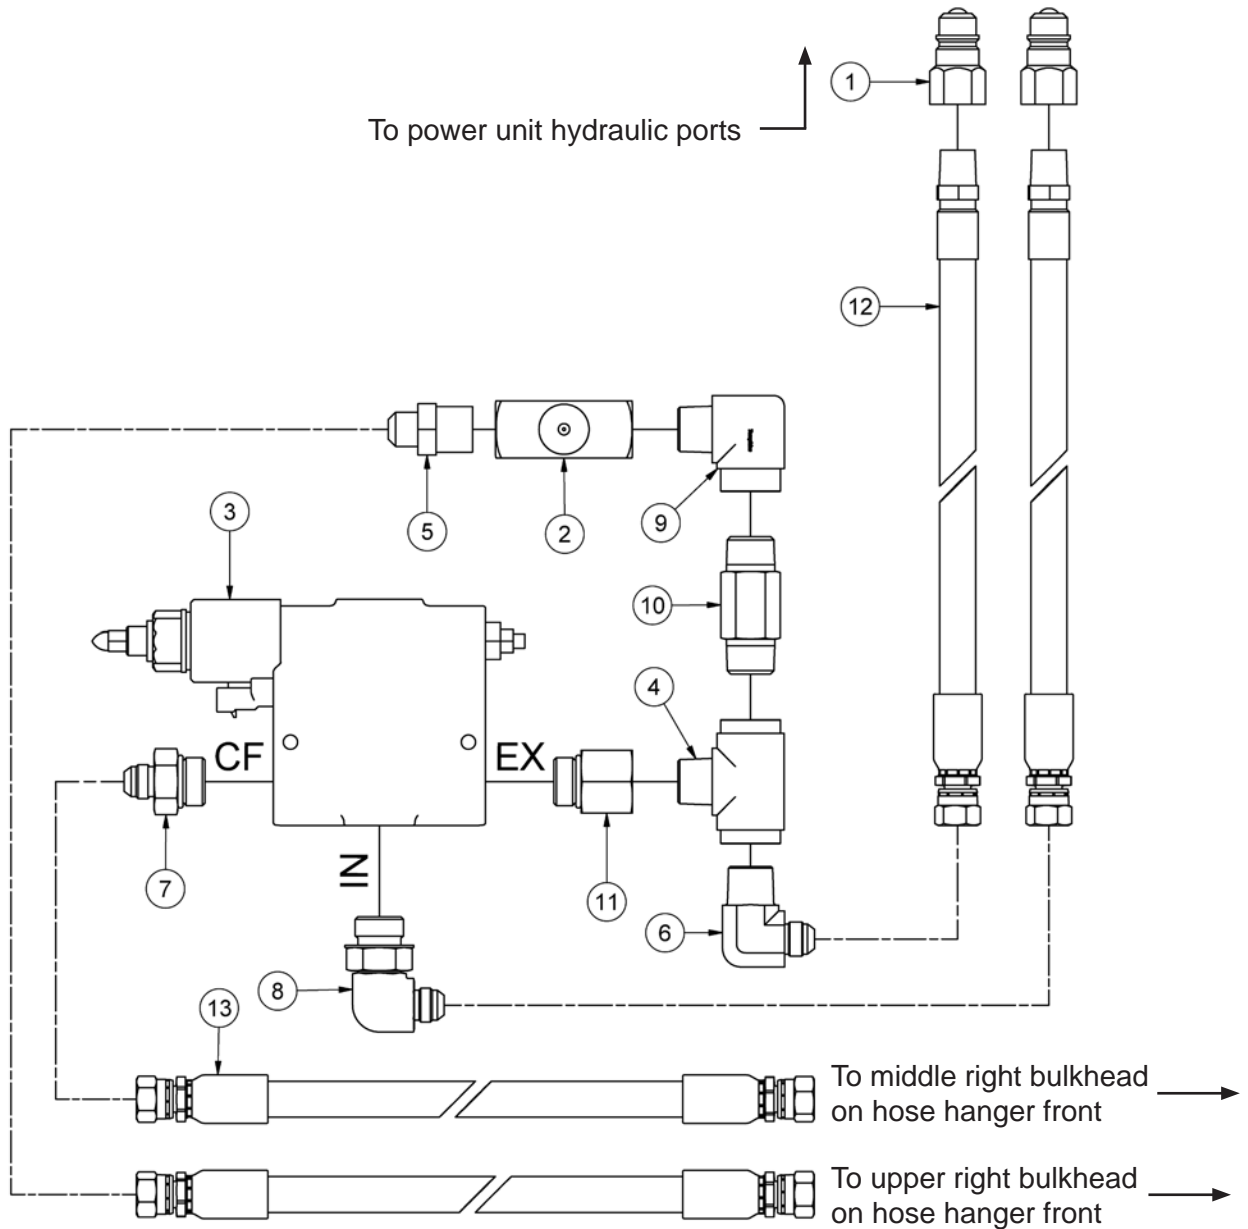 1
To power unit hydraulic ports
12
3
5
2
9
10
4
CF
EX
7
IN
11
6
8
13
To middle right bulkhead
on hose hanger front
To upper right bulkhead
on hose hanger front